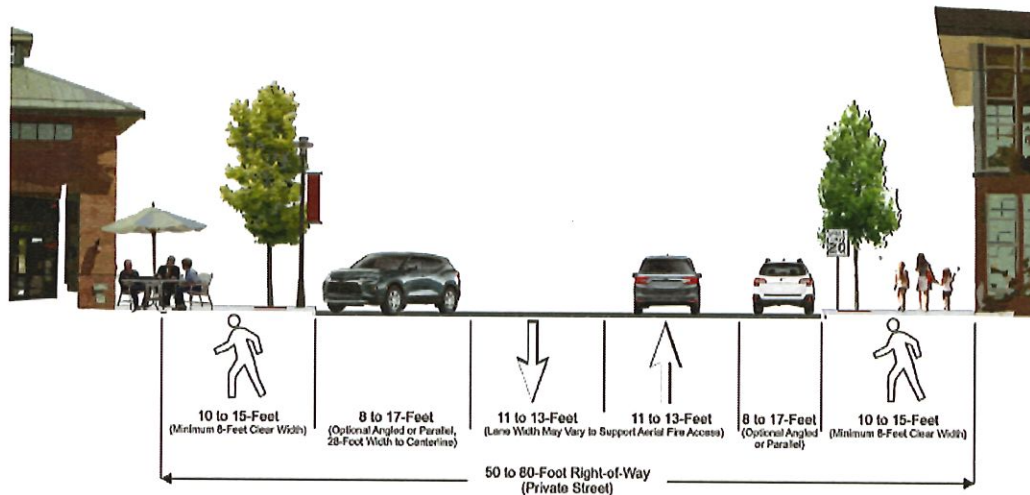 10 to 15-Feet
(Minimum 6-Feet Clear Width)
8 to 17-Feet
(Optional Angled or Parallel,
28-Foot Width to Centerline)
11 to 13-Feet
11 to 13-Feet
(Lane Width May Vary to Support Aerial Fire Access)
8 to 17-Feet
(Optional Angled
or Parallel)
10 to 15-Feet
(Minimum 6-Feet Clear Width)
50 to 80-Foot Right-of-Way
(Private Street)